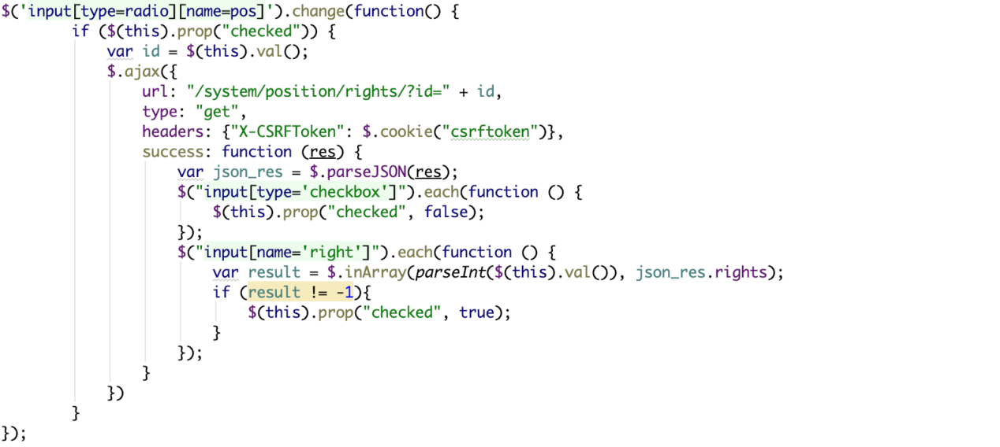 $('input[type=radio][name=pos]').change(function() {
        if ($(this).prop("checked")) {
            var id = $(this).val();
            $.ajax({
                url: "/system/position/rights/?id=" + id,
                type: "get",
                headers: {"X-CSRFToken": $.cookie("csrftoken")},
                success: function (res) {
                    var json_res = $.parseJSON(res);
                    $("input[type='checkbox']").each(function () {
                        $(this).prop("checked", false);
                    });
                    $("input[name='right']").each(function () {
                        var result = $.inArray(parseInt($(this).val()), json_res.rights);
                        if (result != -1){
                            $(this).prop("checked", true);
                        }
                    });
                }
            })
        }
});